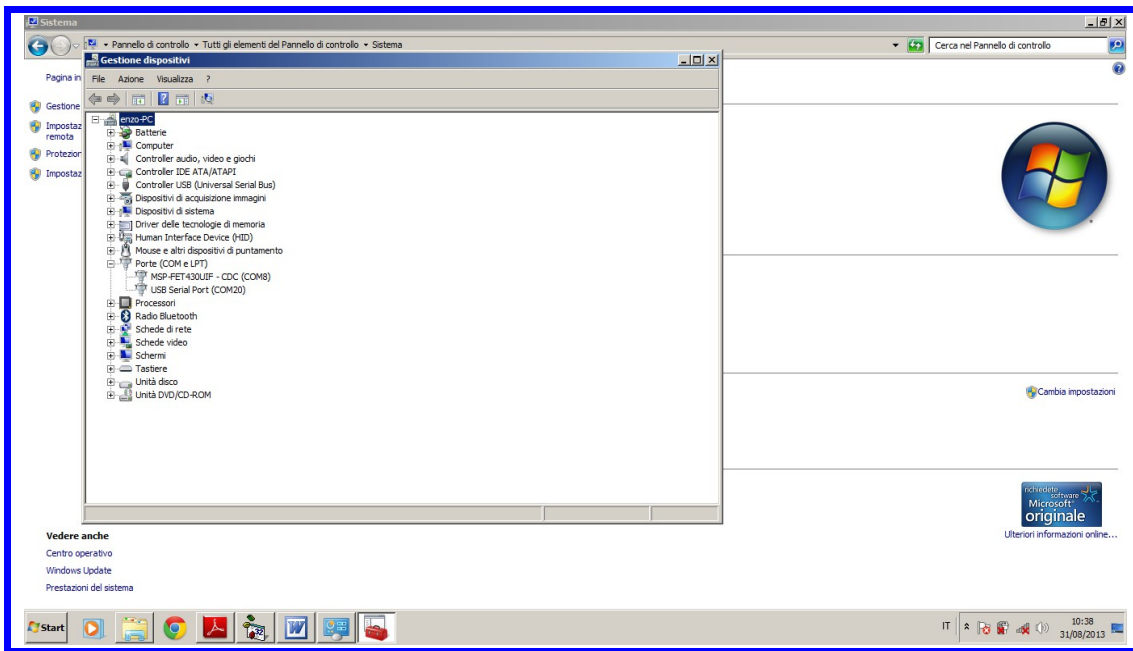 Sistema
Pannello di controllo Tutti gli elementi del Pannello di controllo Sistema
Cerca nel Pannello di controllo
Gestione dispositivi
File Azione Visualizza ?
Pagina in
Gestione
Impostaz
remota
Protezion
Impostaz
enzo-PC
Batterie
Computer
Controller audio, video e giochi
Controller IDE ATA/ATAPI
Controller USB (Universal Serial Bus)
Dispositivi di acquisizione immagini
Dispositivi di sistema
Driver delle tecnologie di memoria
Human Interface Device (HID)
Mouse e altri dispositivi di puntamento
Porte (COM e LPT)
MSP-FET430UIF - CDC (COM8)
USB Serial Port (COM20)
Processori
Radio Bluetooth
Schede di rete
Schede video
Schermi
Tastiere
Unità disco
Unità DVD/CD-ROM
Cambia impostazioni
richiedete
software
Microsoft
originale
Ulteriori informazioni online...
Vedere anche
Centro operativo
Windows Update
Prestazioni del sistema
Start
IT
10:38
31/08/2013